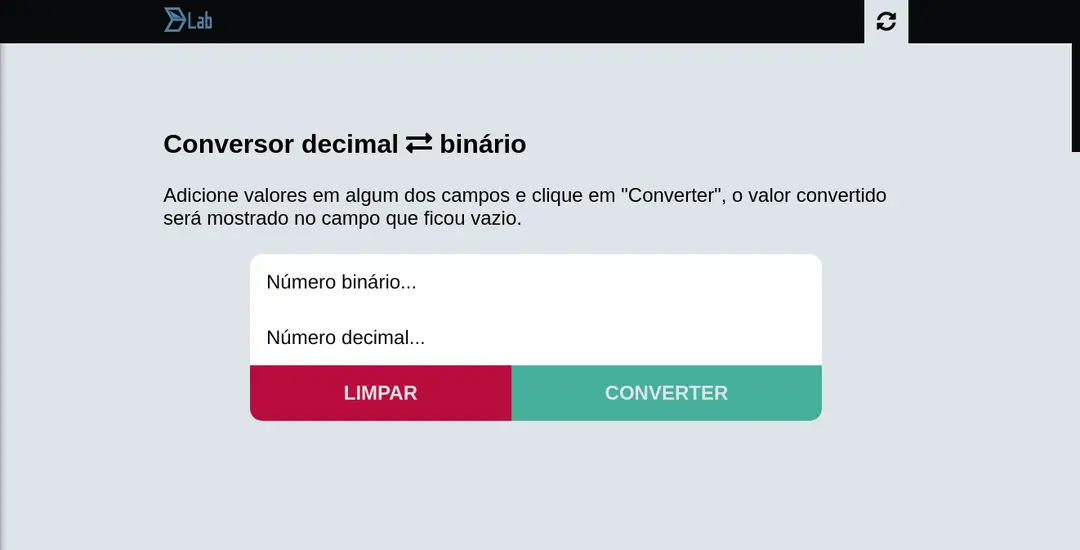 Lab
Conversor decimal binário
Adicione valores em algum dos campos e clique em "Converter", o valor convertido
será mostrado no campo que ficou vazio.
Número binário...
Número decimal...
LIMPAR
CONVERTER